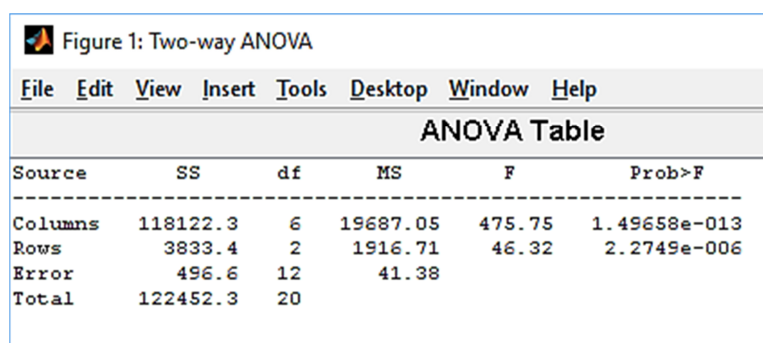 Figure 1: Two-way ANOVA
File Edit View Insert Tools Desktop Window Help
ANOVA Table
Source SS df MS F Prob>F
Columns 118122.3 6 19687.05 475.75 1.49658e-013
Rows 3833.4 2 1916.71 46.32 2.2749e-006
Error 496.6 12 41.38
Total 122452.3 20